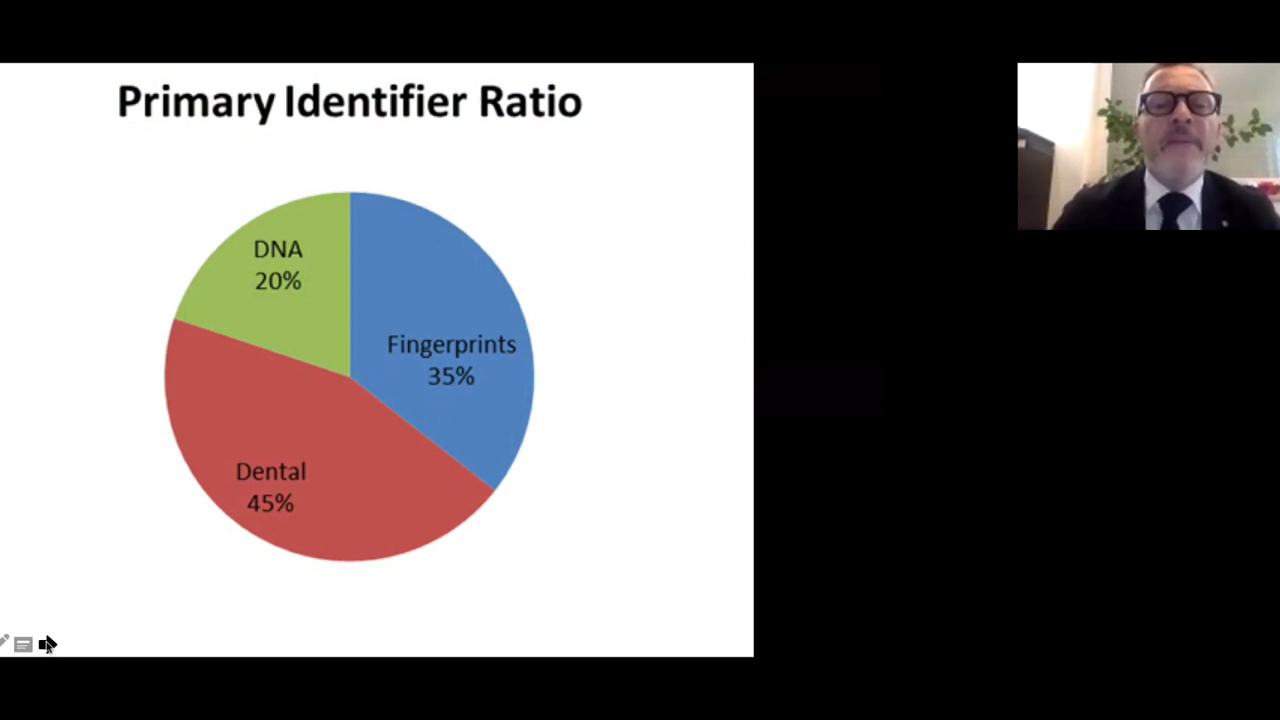 Primary Identifier Ratio
DNA
20%
Fingerprints
35%
Dental
45%